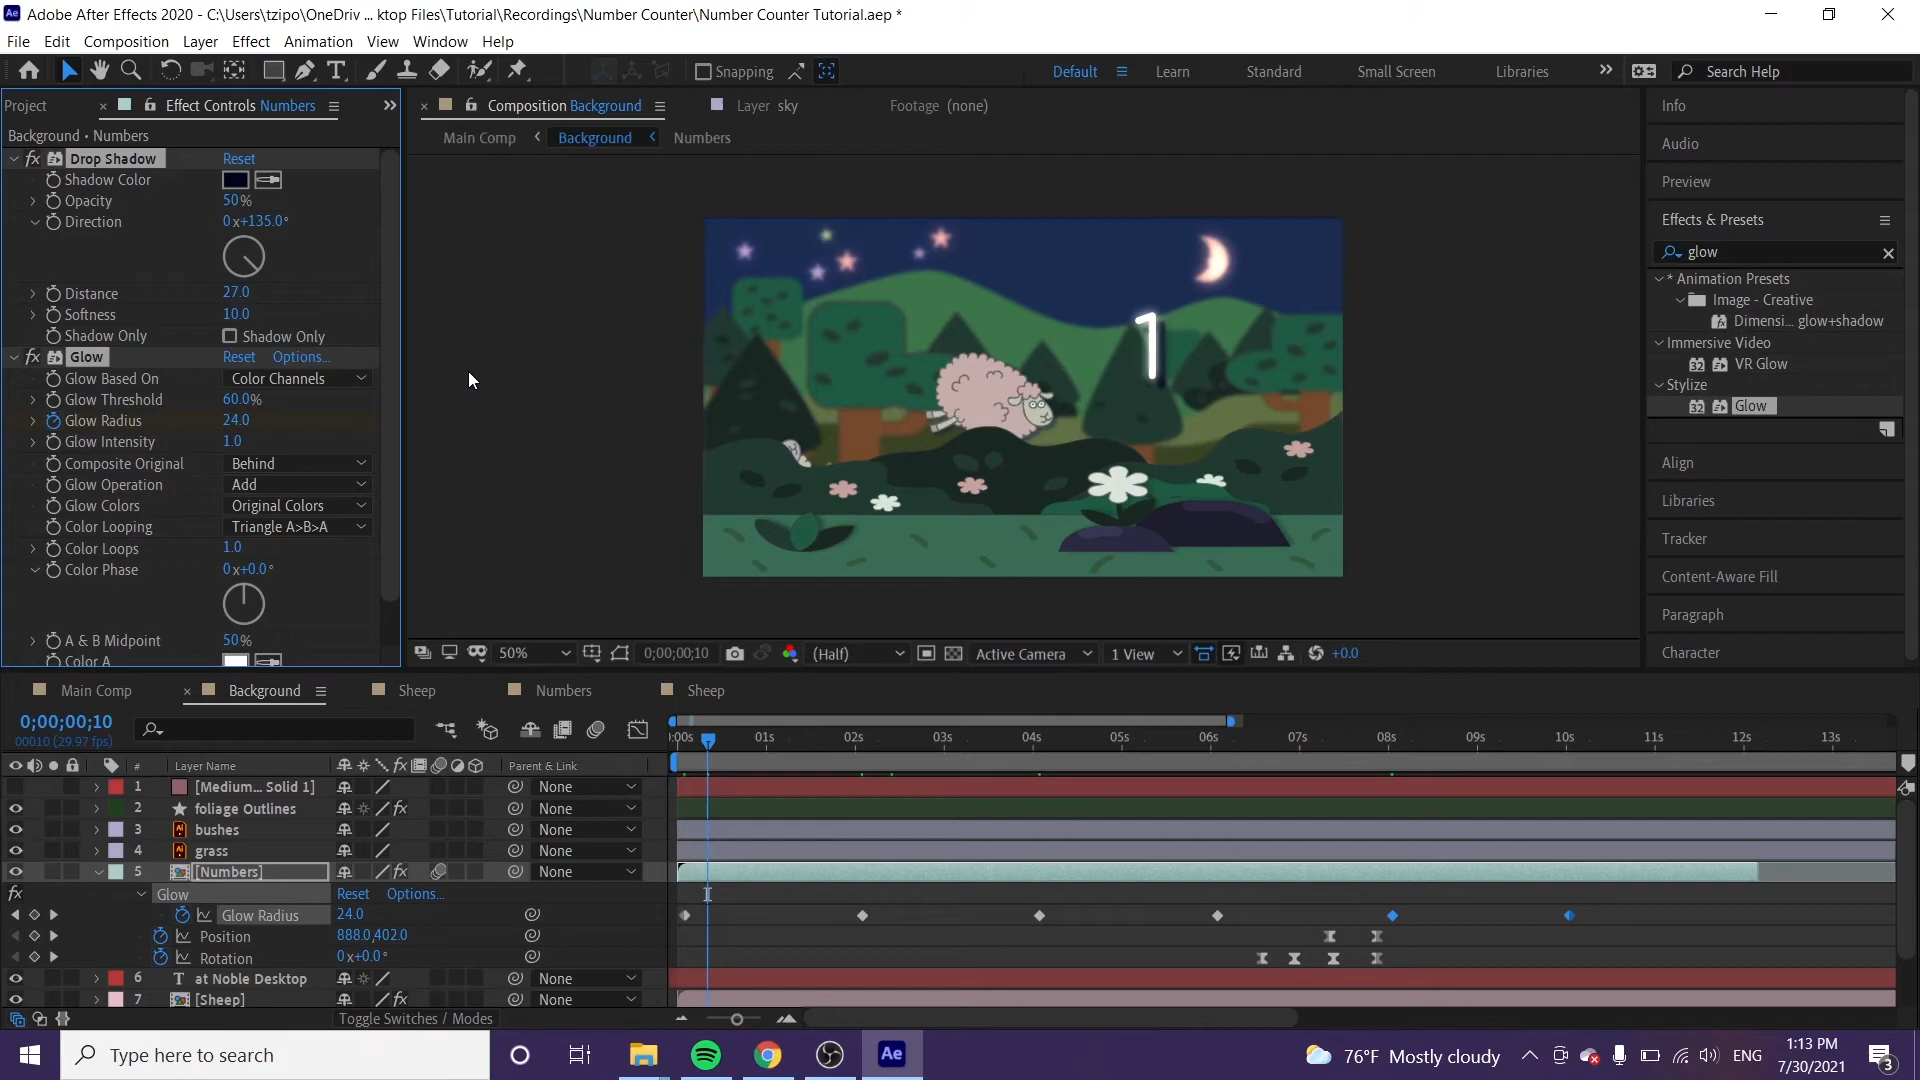 Adobe After Effects 2020 - C:\Users\tzipo\OneDriv ... ktop Files\Tutorial\Recordings\Number Counter\Number Counter Tutorial.aep *
File Edit Composition Layer Effect Animation View Window Help
Snapping Default Learn Standard Small Screen Libraries Search Help
Project Effect Controls Numbers Composition Background Layer sky Footage (none) Info
Background • Numbers Main Comp Background Numbers
Drop Shadow Reset
Shadow Color
Opacity 50%
Direction 0x+135.0°
Distance 27.0
Softness 10.0
Shadow Only Shadow Only
Glow Reset Options...
Glow Based On Color Channels
Glow Threshold 60.0%
Glow Radius 24.0
Glow Intensity 1.0
Composite Original Behind
Glow Operation Add
Glow Colors Original Colors
Color Looping Triangle A>B>A
Color Loops 1.0
Color Phase 0x+0.0°
A & B Midpoint 50%
Color A
1
Audio
Preview
Effects & Presets
glow
* Animation Presets
Image - Creative
Dimensi... glow+shadow
Immersive Video
32 VR Glow
Stylize
32 Glow
Align
Libraries
Tracker
Content-Aware Fill
Paragraph
Character
50% 0;00;00;10 (Half) Active Camera 1 View +0.0
Main Comp Background Sheep Numbers Sheep
0;00;00;10
00010 (29.97 fps)
:00s 01s 02s 03s 04s 05s 06s 07s 08s 09s 10s 11s 12s 13s
# Layer Name fx Parent & Link
1 [Medium... Solid 1] None
2 foliage Outlines fx None
3 Ai bushes None
4 Ai grass None
5 [Numbers] fx None
fx Glow Reset Options...
Glow Radius 24.0
Position 888.0,402.0
Rotation 0x+0.0°
6 T at Noble Desktop None
7 [Sheep] fx None
Toggle Switches / Modes
Type here to search Ae 76°F Mostly cloudy ENG 1:13 PM
7/30/2021 3